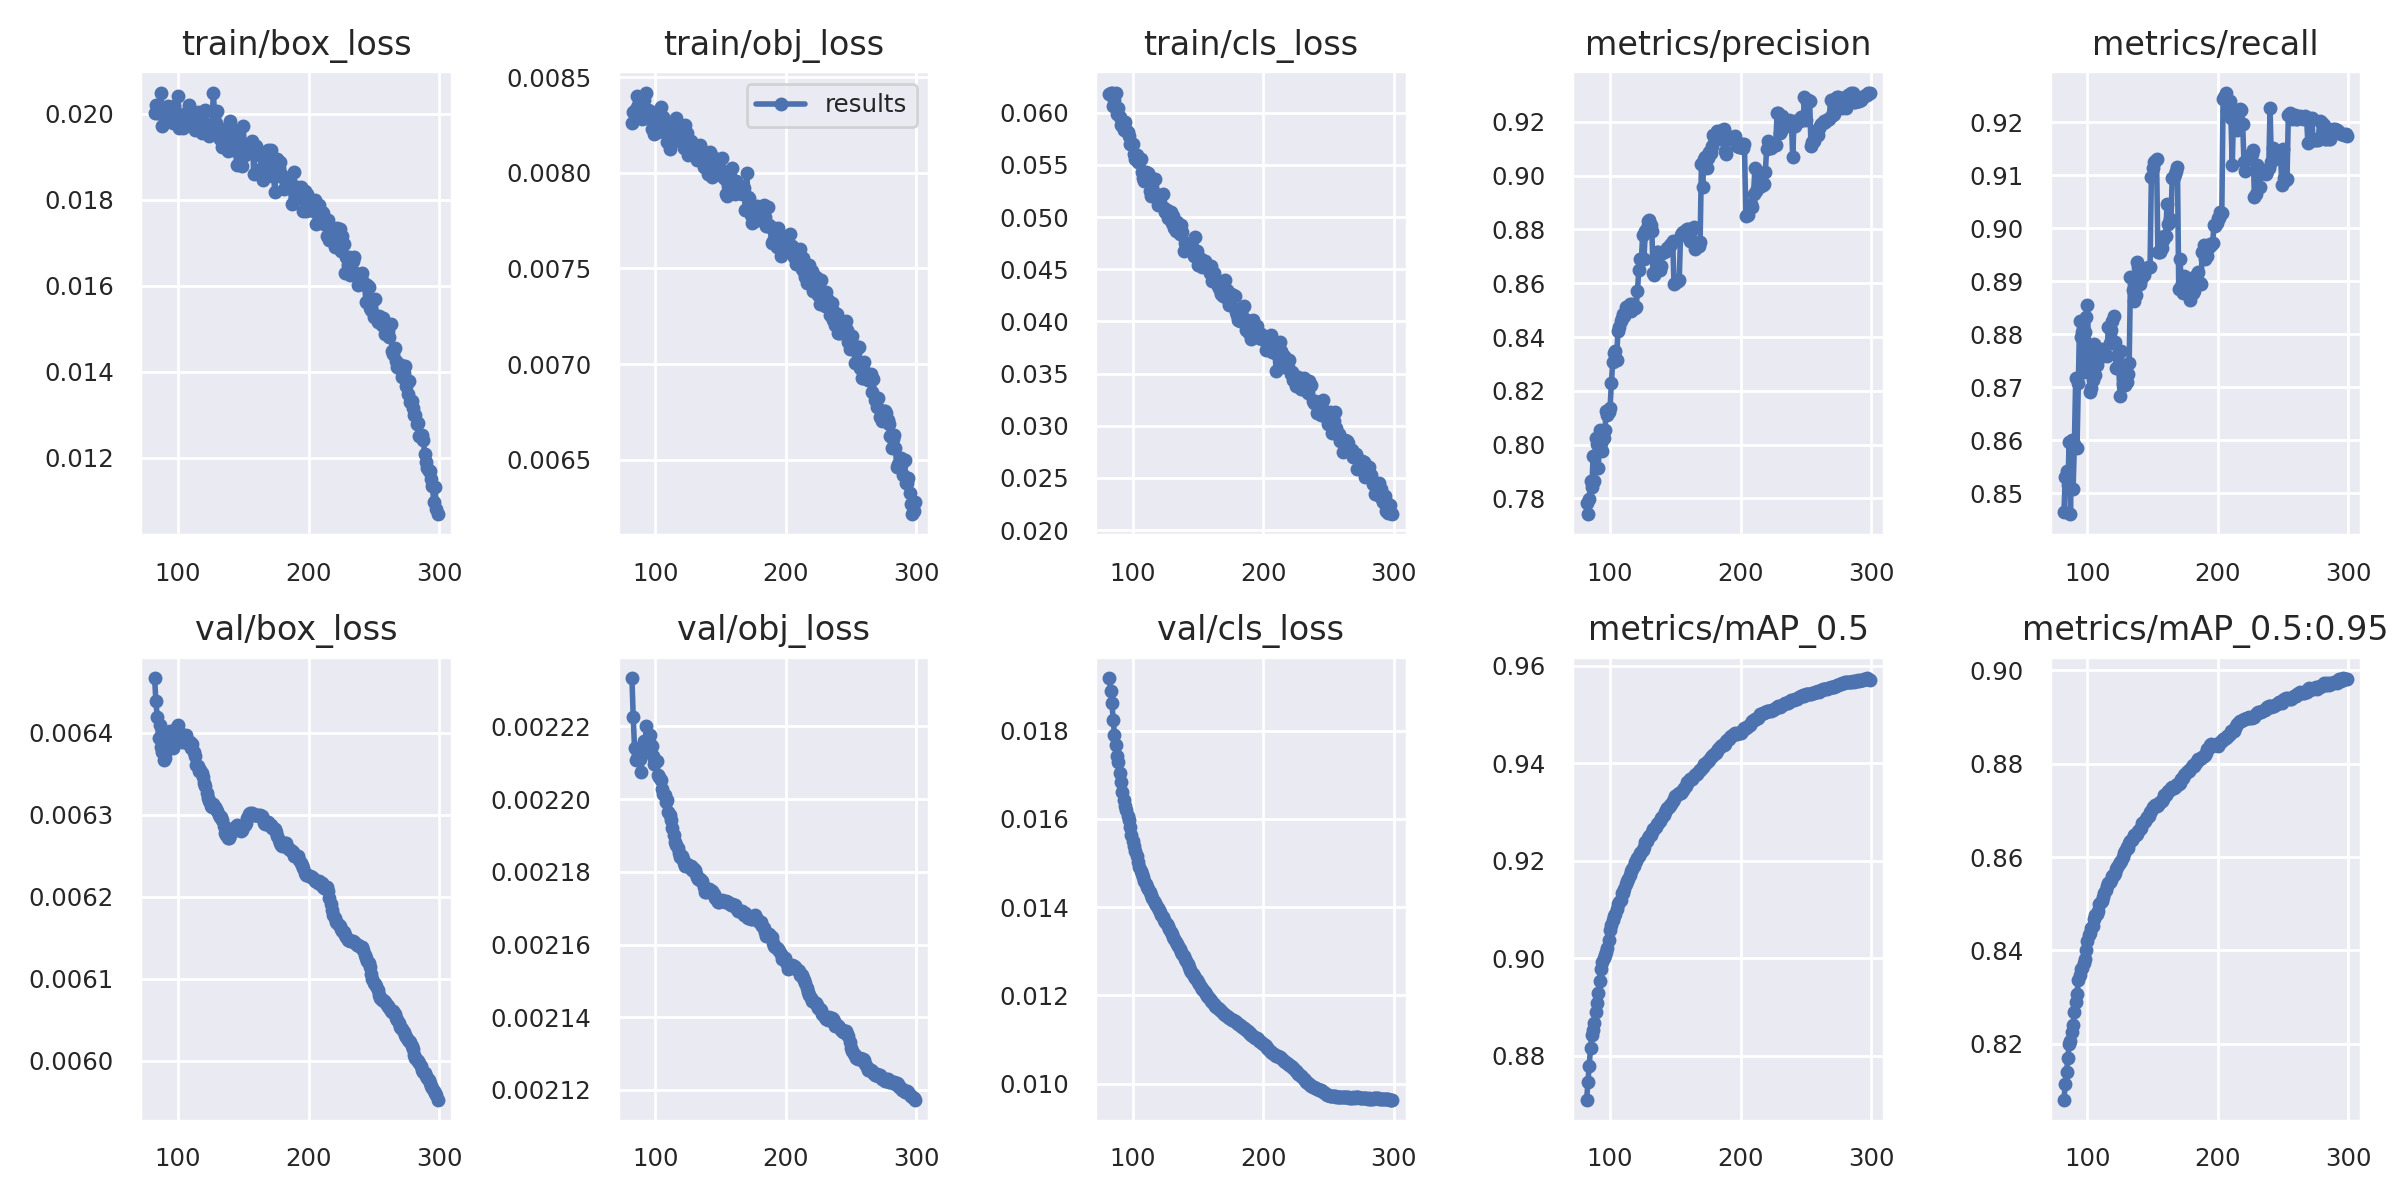 train/box_loss
0.020
0.018
0.016
0.014
0.012
100 200 300
train/obj_loss
results
0.0085
0.0080
0.0075
0.0070
0.0065
100 200 300
train/cls_loss
0.060
0.055
0.050
0.045
0.040
0.035
0.030
0.025
0.020
100 200 300
metrics/precision
0.92
0.90
0.88
0.86
0.84
0.82
0.80
0.78
100 200 300
metrics/recall
0.92
0.91
0.90
0.89
0.88
0.87
0.86
0.85
100 200 300
val/box_loss
0.0064
0.0063
0.0062
0.0061
0.0060
100 200 300
val/obj_loss
0.00222
0.00220
0.00218
0.00216
0.00214
0.00212
100 200 300
val/cls_loss
0.018
0.016
0.014
0.012
0.010
100 200 300
metrics/mAP_0.5
0.96
0.94
0.92
0.90
0.88
100 200 300
metrics/mAP_0.5:0.95
0.90
0.88
0.86
0.84
0.82
100 200 300